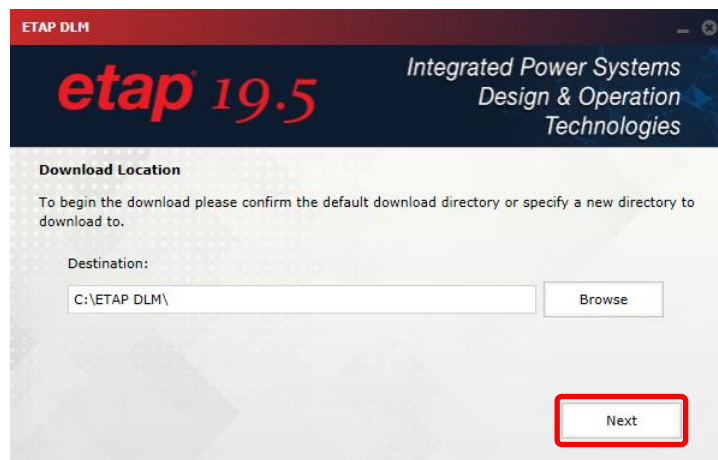 ETAP DLM
etap 19.5
Integrated Power Systems
Design & Operation
Technologies
Download Location
To begin the download please confirm the default download directory or specify a new directory to
download to.
Destination:
C:\ETAP DLM\
Browse
Next